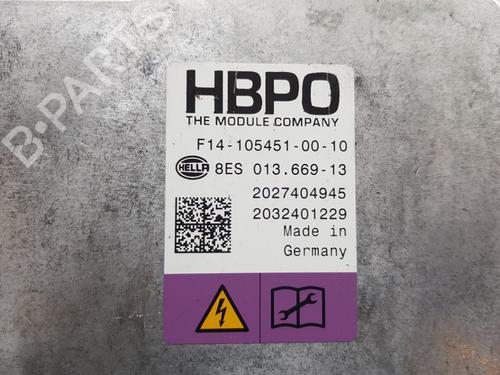 B-PARTS
HBPO
THE MODULE COMPANY
F14-105451-00-10
HELLA 8ES 013.669-13
2027404945
2032401229
Made in
Germany